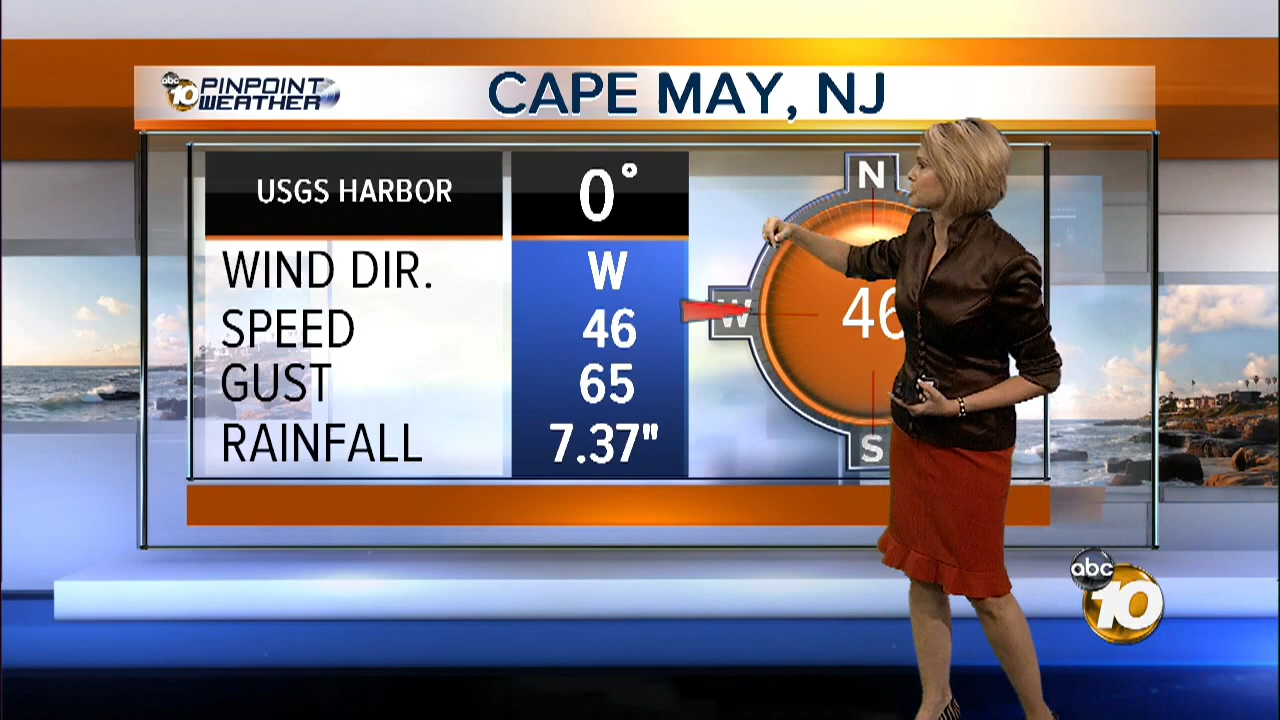 abc
10 PINPOINT
WEATHER
CAPE MAY, NJ
USGS HARBOR 0°
WIND DIR. W
SPEED 46
GUST 65
RAINFALL 7.37"
N
W
46
S
abc
10